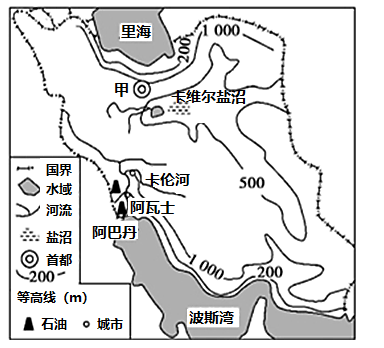 里海
200
1 000
甲
卡维尔盐沼
500
卡伦河
阿瓦士
阿巴丹
1 000
200
波斯湾
国界
水域
河流
盐沼
首都
200
等高线（m）
石油
城市